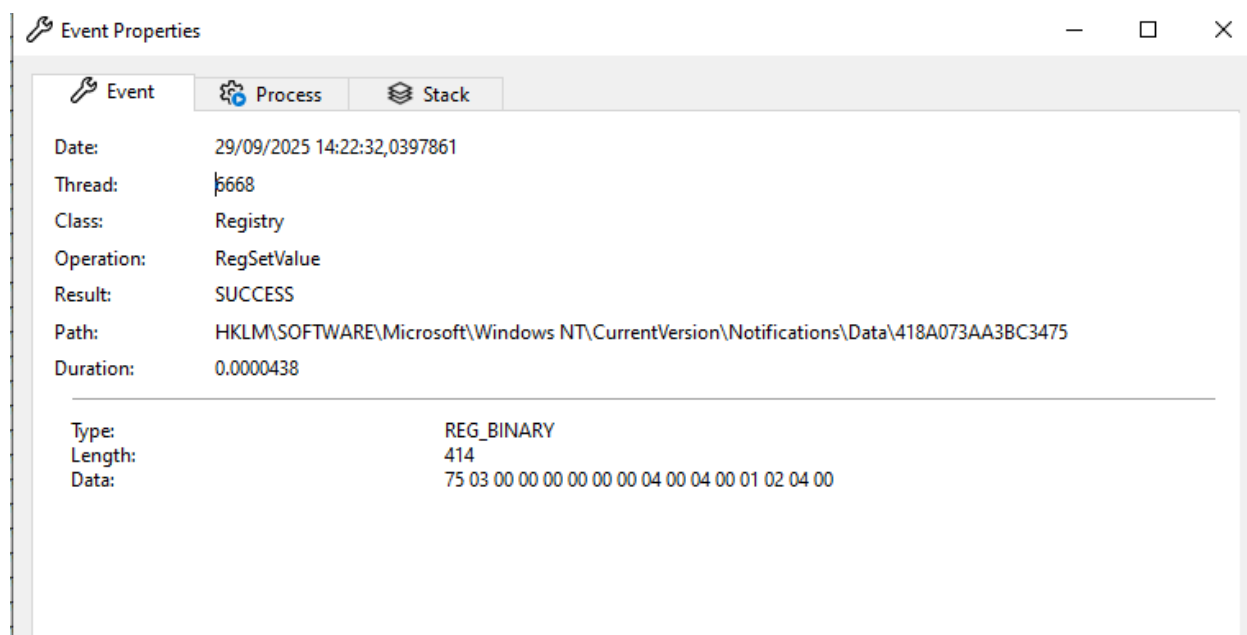 Event Properties
Event Process Stack
Date: 29/09/2025 14:22:32,0397861
Thread: 6668
Class: Registry
Operation: RegSetValue
Result: SUCCESS
Path: HKLM\SOFTWARE\Microsoft\Windows NT\CurrentVersion\Notifications\Data\418A073AA3BC3475
Duration: 0.0000438
Type: REG_BINARY
Length: 414
Data: 75 03 00 00 00 00 00 00 04 00 04 00 01 02 04 00